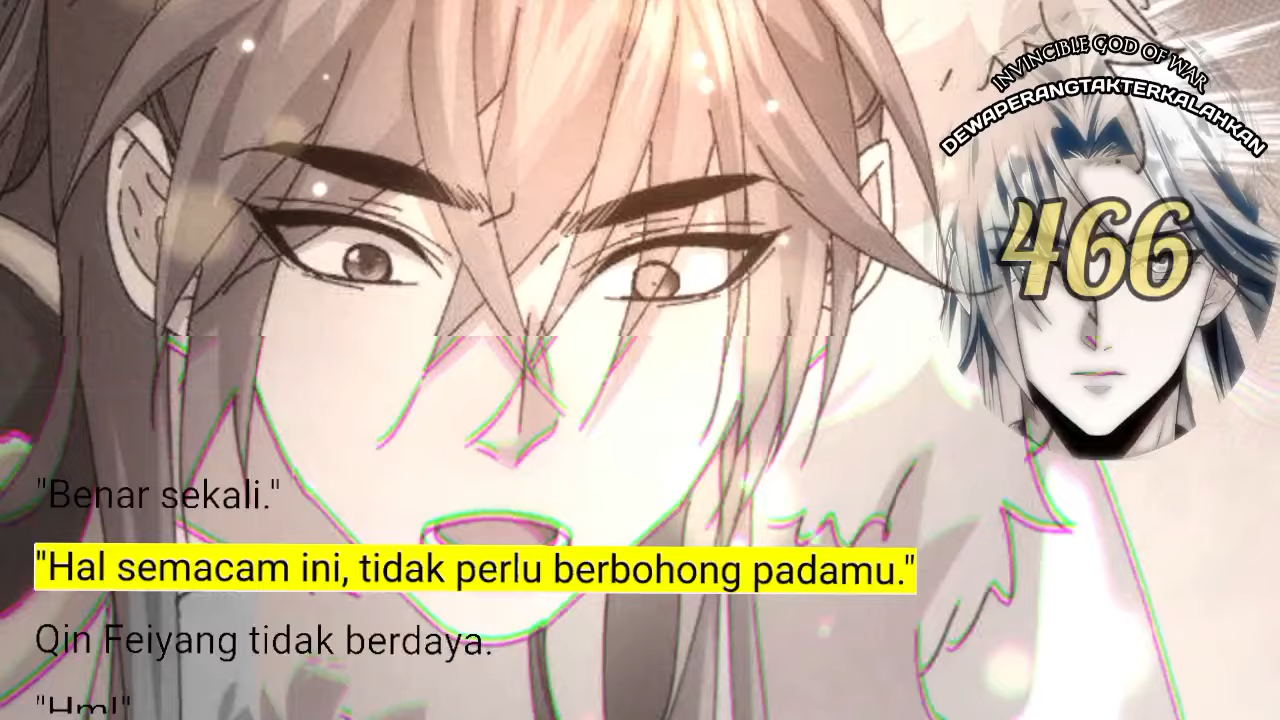 INVINCIBLE GOD OF WAR
DEWAPERANGTAKTERKALAHKAN
466
"Benar sekali."
"Hal semacam ini, tidak perlu berbohong padamu."
Qin Feiyang tidak berdaya.
"Hm!"